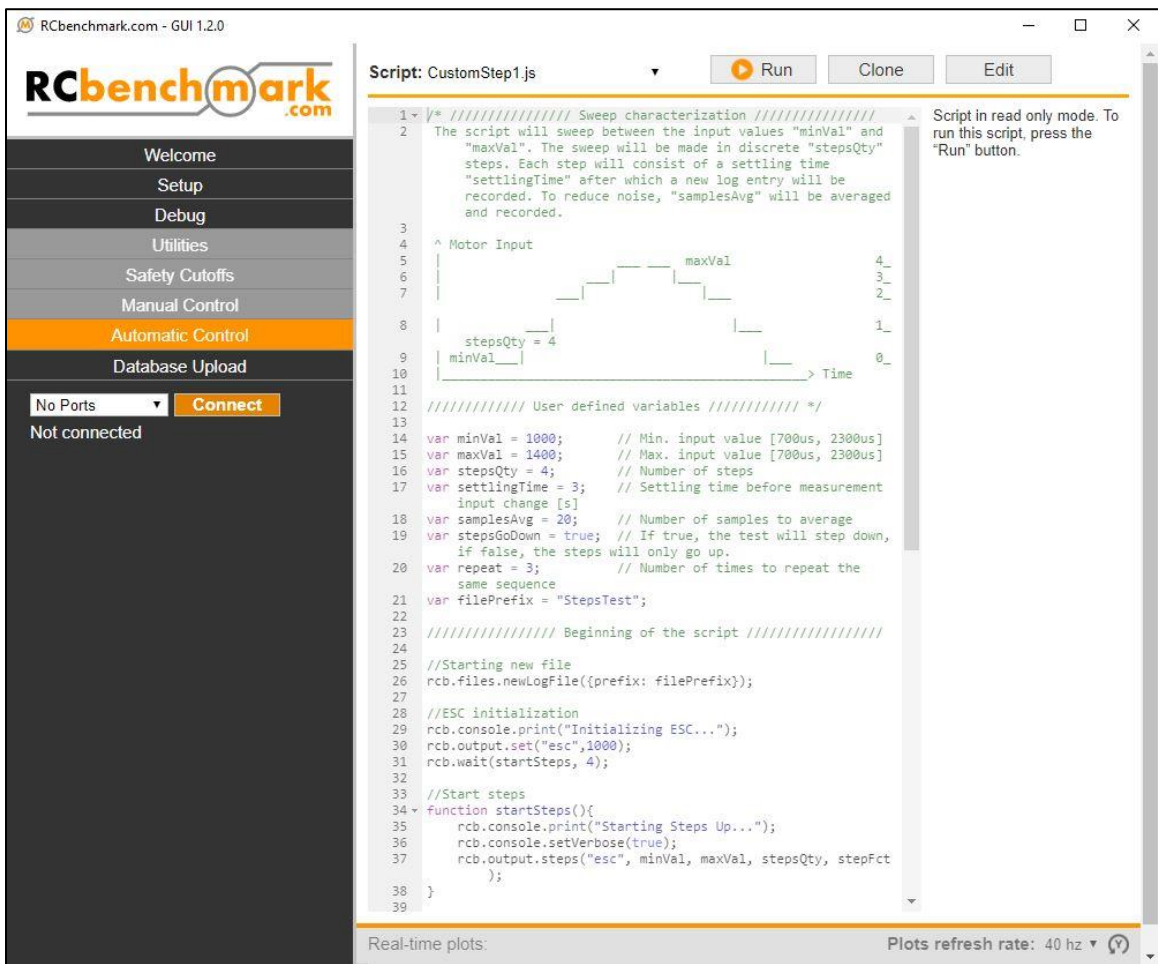 RCbenchmark.com - GUI 1.2.0
RCbenchmark
.com
Welcome
Setup
Debug
Utilities
Safety Cutoffs
Manual Control
Automatic Control
Database Upload
No Ports ▼ Connect
Not connected
Script: CustomStep1.js ▼ Run Clone Edit
1 /* //////////////// Sweep characterization ////////////////
2 The script will sweep between the input values "minVal" and
"maxVal". The sweep will be made in discrete "stepsQty"
steps. Each step will consist of a settling time
"settlingTime" after which a new log entry will be
recorded. To reduce noise, "samplesAvg" will be averaged
and recorded.
3
4 ^ Motor Input
5 | ___ ___ maxVal 4_
6 | ___| |___ 3_
7 | ___| |___ 2_
8 | ___| |___ 1_
stepsQty = 4
9 | minVal___| |___ 0_
10 |______________________________________________> Time
11
12 ///////////// User defined variables //////////// */
13
14 var minVal = 1000; // Min. input value [700us, 2300us]
15 var maxVal = 1400; // Max. input value [700us, 2300us]
16 var stepsQty = 4; // Number of steps
17 var settlingTime = 3; // Settling time before measurement
input change [s]
18 var samplesAvg = 20; // Number of samples to average
19 var stepsGoDown = true; // If true, the test will step down,
if false, the steps will only go up.
20 var repeat = 3; // Number of times to repeat the
same sequence
21 var filePrefix = "StepsTest";
22
23 ///////////////// Beginning of the script //////////////////
24
25 //Starting new file
26 rcb.files.newLogFile({prefix: filePrefix});
27
28 //ESC initialization
29 rcb.console.print("Initializing ESC...");
30 rcb.output.set("esc",1000);
31 rcb.wait(startSteps, 4);
32
33 //Start steps
34 function startSteps(){
35 rcb.console.print("Starting Steps Up...");
36 rcb.console.setVerbose(true);
37 rcb.output.steps("esc", minVal, maxVal, stepsQty, stepFct
);
38 }
39
Script in read only mode. To
run this script, press the
“Run” button.
Real-time plots: Plots refresh rate: 40 hz ▼